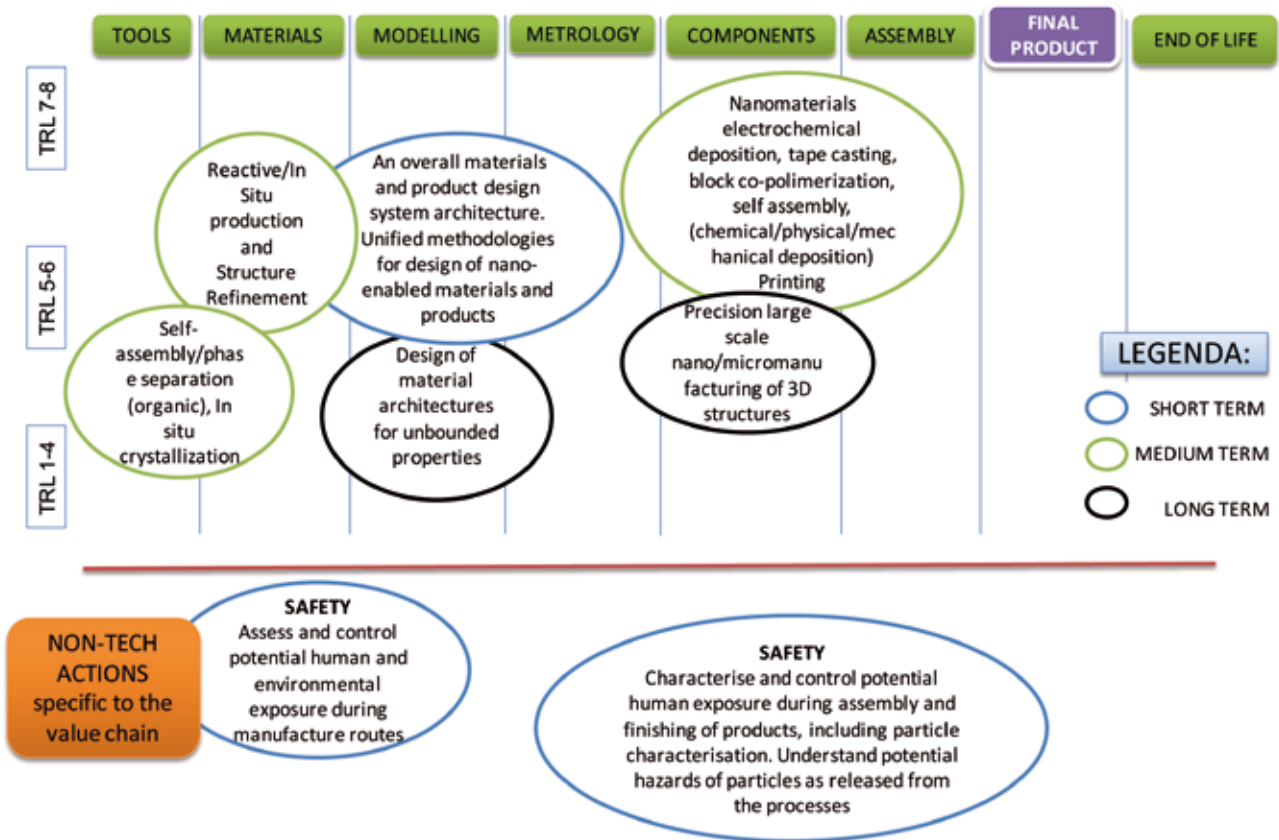 TOOLS
MATERIALS
MODELLING
METROLOGY
COMPONENTS
ASSEMBLY
FINAL
PRODUCT
END OF LIFE
TRL 7-8
TRL 5-6
TRL 1-4
Reactive/In
Situ
production
and
Structure
Refinement
An overall materials
and product design
system architecture.
Unified methodologies
for design of nano-
enabled materials and
products
Nanomaterials
electrochemical
deposition, tape casting,
block co-polimerization,
self assembly,
(chemical/physical/mec
hanical deposition)
Printing
Self-
assembly/phas
e separation
(organic), In
situ
crystallization
Design of
material
architectures
for unbounded
properties
Precision large
scale
nano/micromanu
facturing of 3D
structures
LEGENDA:
SHORT TERM
MEDIUM TERM
LONG TERM
NON-TECH
ACTIONS
specific to the
value chain
SAFETY
Assess and control
potential human and
environmental
exposure during
manufacture routes
SAFETY
Characterise and control potential
human exposure during assembly and
finishing of products, including particle
characterisation. Understand potential
hazards of particles as released from
the processes